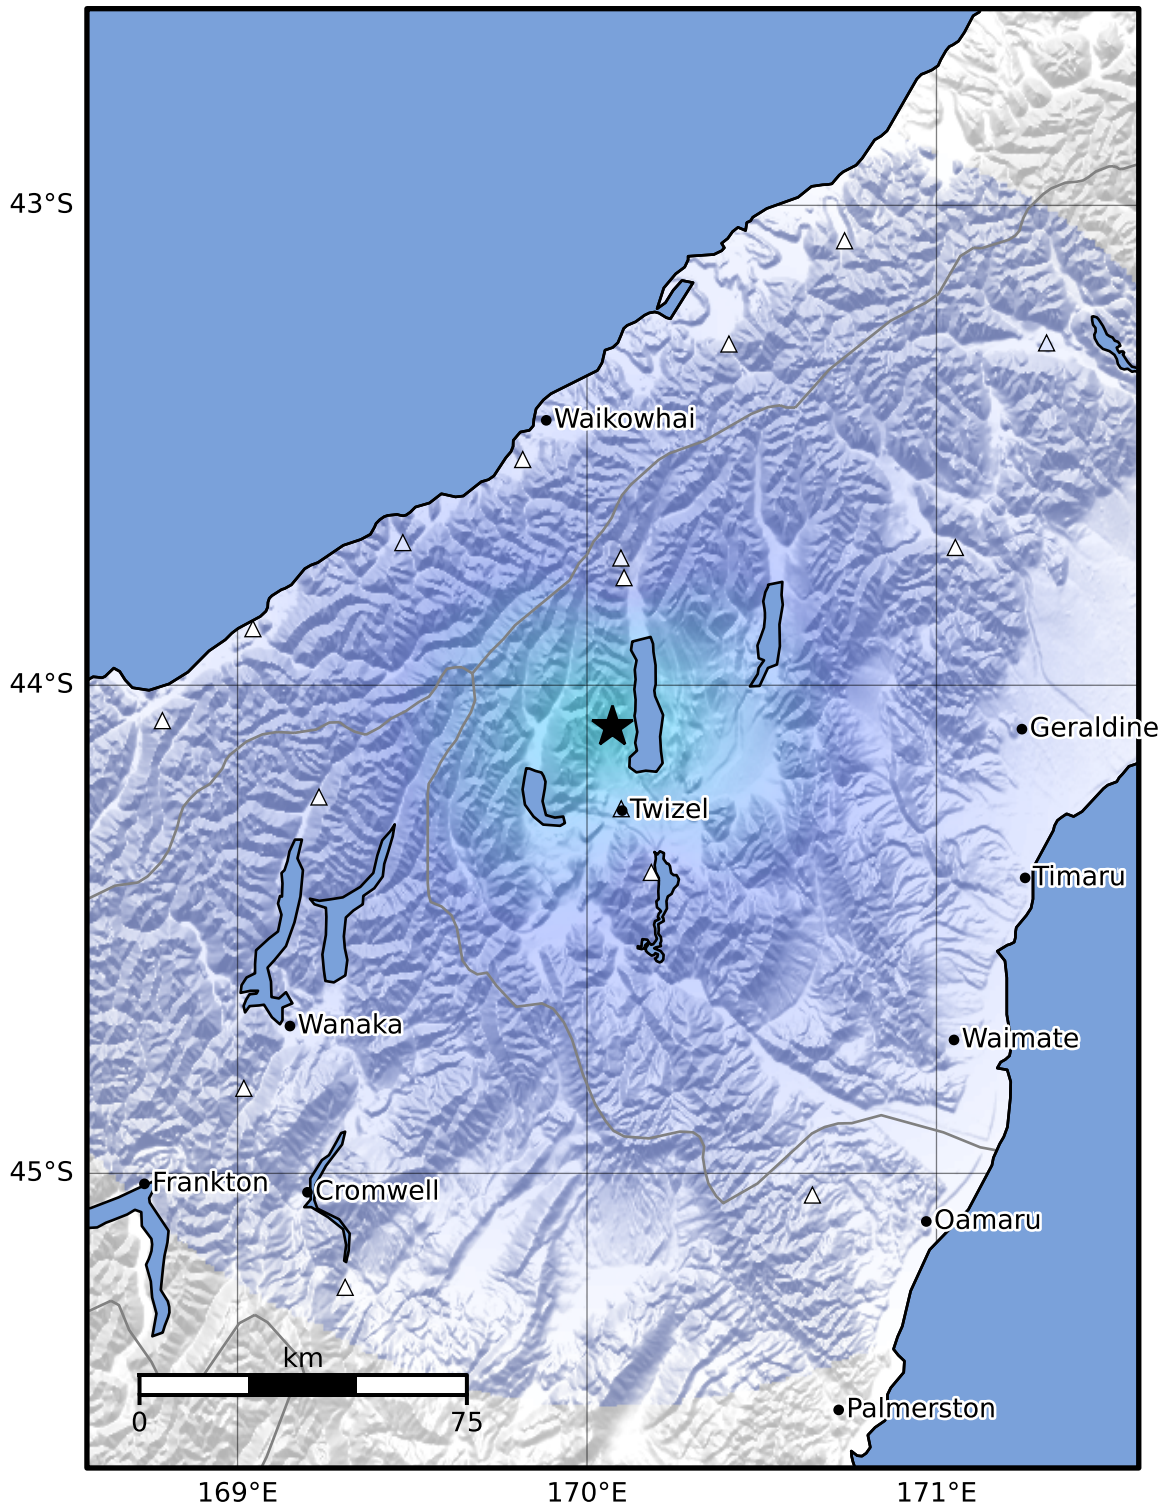 43°S
Waikowhai
44°S
Geraldine
Twizel
Timaru
Wanaka
Waimate
45°S
Frankton
Cromwell
Oamaru
km
0
75
Palmerston
169°E
170°E
171°E